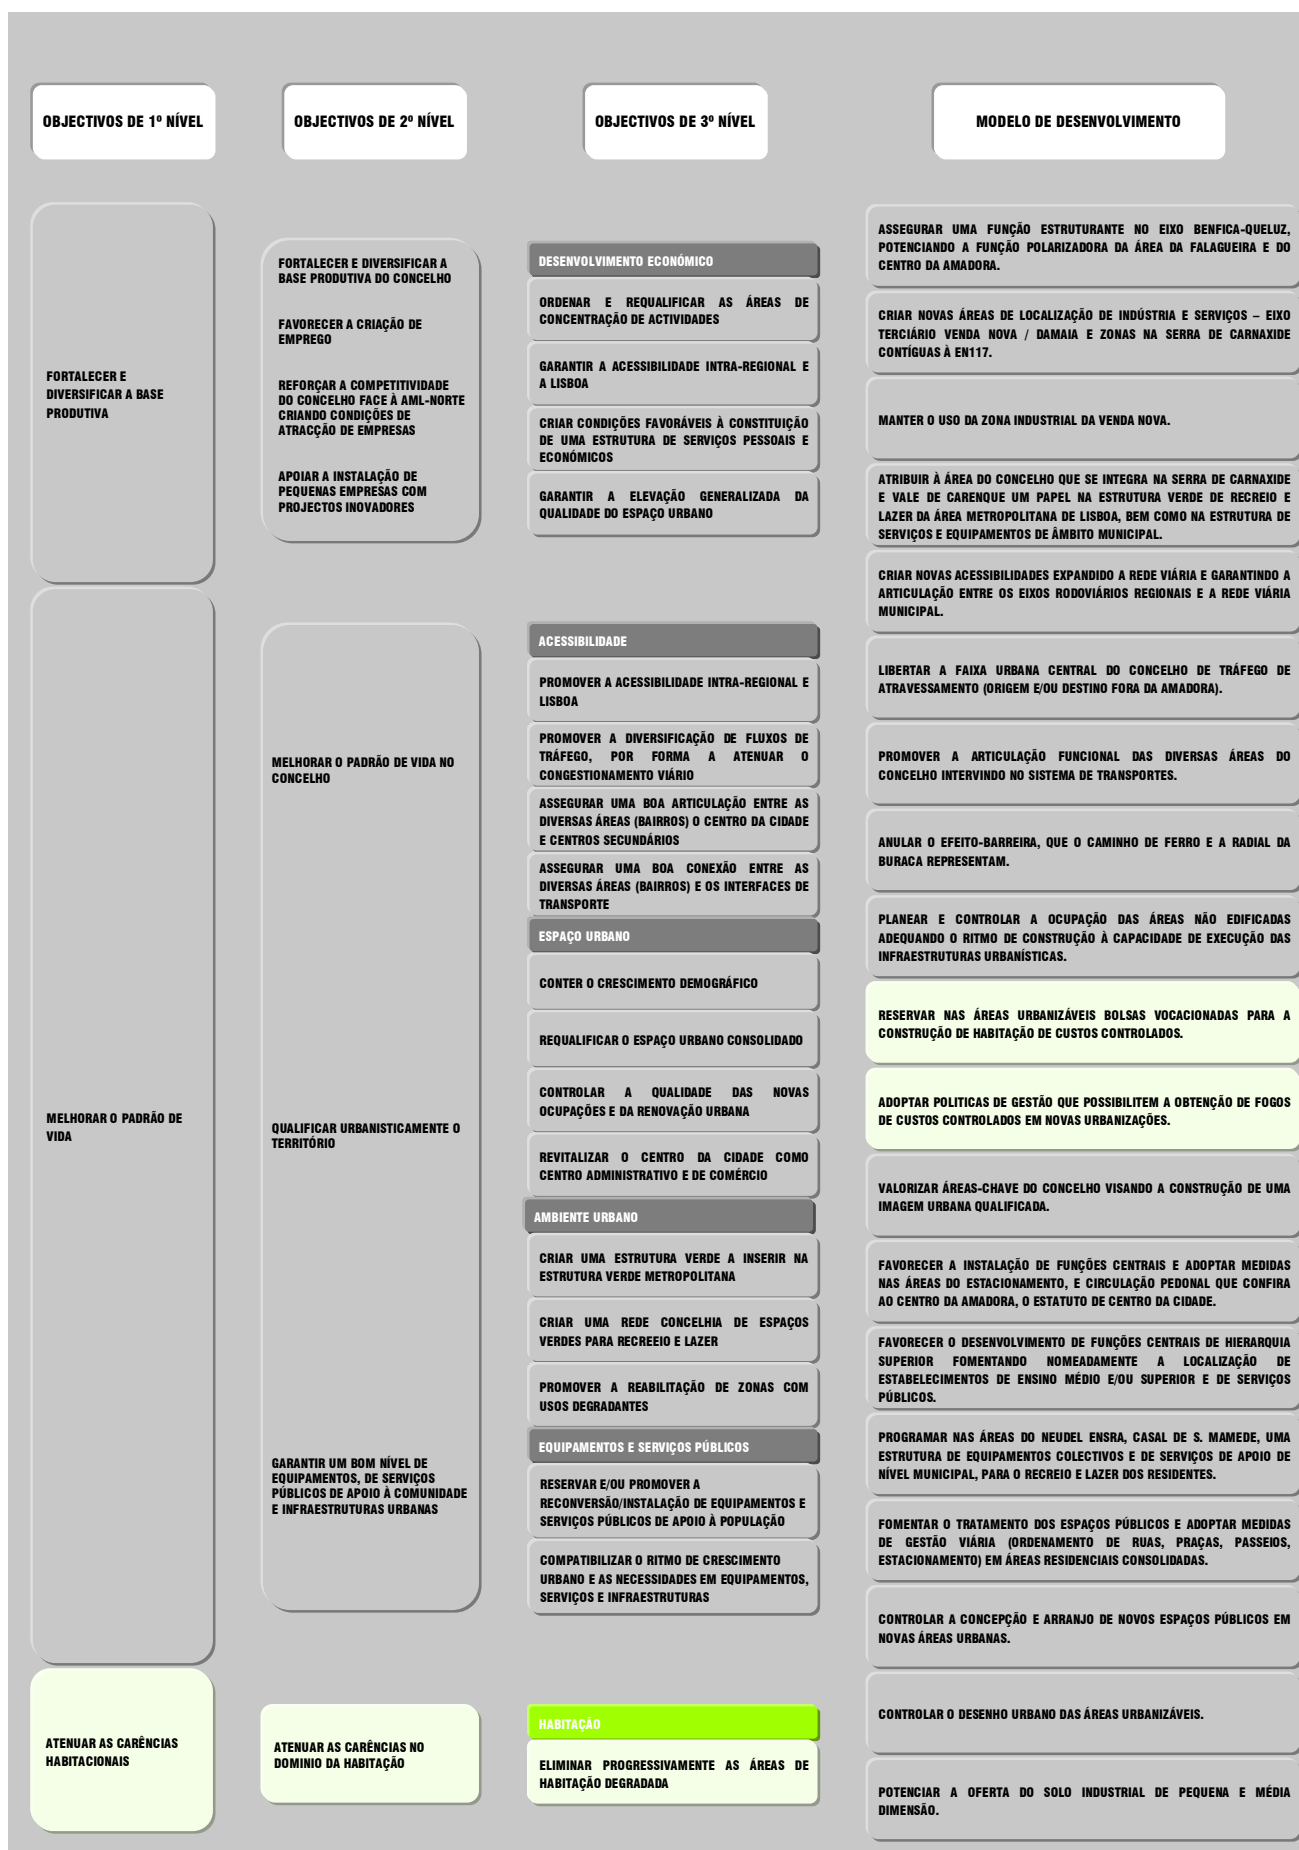 OBJECTIVOS DE 1º NÍVEL
OBJECTIVOS DE 2º NÍVEL
OBJECTIVOS DE 3º NÍVEL
MODELO DE DESENVOLVIMENTO
FORTALECER E
DIVERSIFICAR A BASE
PRODUTIVA
MELHORAR O PADRÃO DE
VIDA
ATENUAR AS CARÊNCIAS
HABITACIONAIS
FORTALECER E DIVERSIFICAR A
BASE PRODUTIVA DO CONCELHO
FAVORECER A CRIAÇÃO DE
EMPREGO
REFORÇAR A COMPETITIVIDADE
DO CONCELHO FACE À AML-NORTE
CRIANDO CONDIÇÕES DE
ATRACÇÃO DE EMPRESAS
APOIAR A INSTALAÇÃO DE
PEQUENAS EMPRESAS COM
PROJECTOS INOVADORES
MELHORAR O PADRÃO DE VIDA NO
CONCELHO
QUALIFICAR URBANISTICAMENTE O
TERRITÓRIO
GARANTIR UM BOM NÍVEL DE
EQUIPAMENTOS, DE SERVIÇOS
PÚBLICOS DE APOIO À COMUNIDADE
E INFRAESTRUTURAS URBANAS
ATENUAR AS CARÊNCIAS NO
DOMINIO DA HABITAÇÃO
DESENVOLVIMENTO ECONÓMICO
ORDENAR E REQUALIFICAR AS ÁREAS DE
CONCENTRAÇÃO DE ACTIVIDADES
GARANTIR A ACESSIBILIDADE INTRA-REGIONAL E
A LISBOA
CRIAR CONDIÇÕES FAVORÁVEIS À CONSTITUIÇÃO
DE UMA ESTRUTURA DE SERVIÇOS PESSOAIS E
ECONÓMICOS
GARANTIR A ELEVAÇÃO GENERALIZADA DA
QUALIDADE DO ESPAÇO URBANO
ACESSIBILIDADE
PROMOVER A ACESSIBILIDADE INTRA-REGIONAL E
LISBOA
PROMOVER A DIVERSIFICAÇÃO DE FLUXOS DE
TRÁFEGO, POR FORMA A ATENUAR O
CONGESTIONAMENTO VIÁRIO
ASSEGURAR UMA BOA ARTICULAÇÃO ENTRE AS
DIVERSAS ÁREAS (BAIRROS) O CENTRO DA CIDADE
E CENTROS SECUNDÁRIOS
ASSEGURAR UMA BOA CONEXÃO ENTRE AS
DIVERSAS ÁREAS (BAIRROS) E OS INTERFACES DE
TRANSPORTE
ESPAÇO URBANO
CONTER O CRESCIMENTO DEMOGRÁFICO
REQUALIFICAR O ESPAÇO URBANO CONSOLIDADO
CONTROLAR A QUALIDADE DAS NOVAS
OCUPAÇÕES E DA RENOVAÇÃO URBANA
REVITALIZAR O CENTRO DA CIDADE COMO
CENTRO ADMINISTRATIVO E DE COMÉRCIO
AMBIENTE URBANO
CRIAR UMA ESTRUTURA VERDE A INSERIR NA
ESTRUTURA VERDE METROPOLITANA
CRIAR UMA REDE CONCELHIA DE ESPAÇOS
VERDES PARA RECREEIO E LAZER
PROMOVER A REABILITAÇÃO DE ZONAS COM
USOS DEGRADANTES
EQUIPAMENTOS E SERVIÇOS PÚBLICOS
RESERVAR E/OU PROMOVER A
RECONVERSÃO/INSTALAÇÃO DE EQUIPAMENTOS E
SERVIÇOS PÚBLICOS DE APOIO À POPULAÇÃO
COMPATIBILIZAR O RITMO DE CRESCIMENTO
URBANO E AS NECESSIDADES EM EQUIPAMENTOS,
SERVIÇOS E INFRAESTRUTURAS
HABITAÇÃO
ELIMINAR PROGRESSIVAMENTE AS ÁREAS DE
HABITAÇÃO DEGRADADA
ASSEGURAR UMA FUNÇÃO ESTRUTURANTE NO EIXO BENFICA-QUELUZ,
POTENCIANDO A FUNÇÃO POLARIZADORA DA ÁREA DA FALAGUEIRA E DO
CENTRO DA AMADORA.
CRIAR NOVAS ÁREAS DE LOCALIZAÇÃO DE INDÚSTRIA E SERVIÇOS – EIXO
TERCIÁRIO VENDA NOVA / DAMAIA E ZONAS NA SERRA DE CARNAXIDE
CONTÍGUAS À EN117.
MANTER O USO DA ZONA INDUSTRIAL DA VENDA NOVA.
ATRIBUIR À ÁREA DO CONCELHO QUE SE INTEGRA NA SERRA DE CARNAXIDE
E VALE DE CARENQUE UM PAPEL NA ESTRUTURA VERDE DE RECREIO E
LAZER DA ÁREA METROPOLITANA DE LISBOA, BEM COMO NA ESTRUTURA DE
SERVIÇOS E EQUIPAMENTOS DE ÂMBITO MUNICIPAL.
CRIAR NOVAS ACESSIBILIDADES EXPANDIDO A REDE VIÁRIA E GARANTINDO A
ARTICULAÇÃO ENTRE OS EIXOS RODOVIÁRIOS REGIONAIS E A REDE VIÁRIA
MUNICIPAL.
LIBERTAR A FAIXA URBANA CENTRAL DO CONCELHO DE TRÁFEGO DE
ATRAVESSAMENTO (ORIGEM E/OU DESTINO FORA DA AMADORA).
PROMOVER A ARTICULAÇÃO FUNCIONAL DAS DIVERSAS ÁREAS DO
CONCELHO INTERVINDO NO SISTEMA DE TRANSPORTES.
ANULAR O EFEITO-BARREIRA, QUE O CAMINHO DE FERRO E A RADIAL DA
BURACA REPRESENTAM.
PLANEAR E CONTROLAR A OCUPAÇÃO DAS ÁREAS NÃO EDIFICADAS
ADEQUANDO O RITMO DE CONSTRUÇÃO À CAPACIDADE DE EXECUÇÃO DAS
INFRAESTRUTURAS URBANÍSTICAS.
RESERVAR NAS ÁREAS URBANIZÁVEIS BOLSAS VOCACIONADAS PARA A
CONSTRUÇÃO DE HABITAÇÃO DE CUSTOS CONTROLADOS.
ADOPTAR POLITICAS DE GESTÃO QUE POSSIBILITEM A OBTENÇÃO DE FOGOS
DE CUSTOS CONTROLADOS EM NOVAS URBANIZAÇÕES.
VALORIZAR ÁREAS-CHAVE DO CONCELHO VISANDO A CONSTRUÇÃO DE UMA
IMAGEM URBANA QUALIFICADA.
FAVORECER A INSTALAÇÃO DE FUNÇÕES CENTRAIS E ADOPTAR MEDIDAS
NAS ÁREAS DO ESTACIONAMENTO, E CIRCULAÇÃO PEDONAL QUE CONFIRA
AO CENTRO DA AMADORA, O ESTATUTO DE CENTRO DA CIDADE.
FAVORECER O DESENVOLVIMENTO DE FUNÇÕES CENTRAIS DE HIERARQUIA
SUPERIOR FOMENTANDO NOMEADAMENTE A LOCALIZAÇÃO DE
ESTABELECIMENTOS DE ENSINO MÉDIO E/OU SUPERIOR E DE SERVIÇOS
PÚBLICOS.
PROGRAMAR NAS ÁREAS DO NEUDEL ENSRA, CASAL DE S. MAMEDE, UMA
ESTRUTURA DE EQUIPAMENTOS COLECTIVOS E DE SERVIÇOS DE APOIO DE
NÍVEL MUNICIPAL, PARA O RECREIO E LAZER DOS RESIDENTES.
FOMENTAR O TRATAMENTO DOS ESPAÇOS PÚBLICOS E ADOPTAR MEDIDAS
DE GESTÃO VIÁRIA (ORDENAMENTO DE RUAS, PRAÇAS, PASSEIOS,
ESTACIONAMENTO) EM ÁREAS RESIDENCIAIS CONSOLIDADAS.
CONTROLAR A CONCEPÇÃO E ARRANJO DE NOVOS ESPAÇOS PÚBLICOS EM
NOVAS ÁREAS URBANAS.
CONTROLAR O DESENHO URBANO DAS ÁREAS URBANIZÁVEIS.
POTENCIAR A OFERTA DO SOLO INDUSTRIAL DE PEQUENA E MÉDIA
DIMENSÃO.